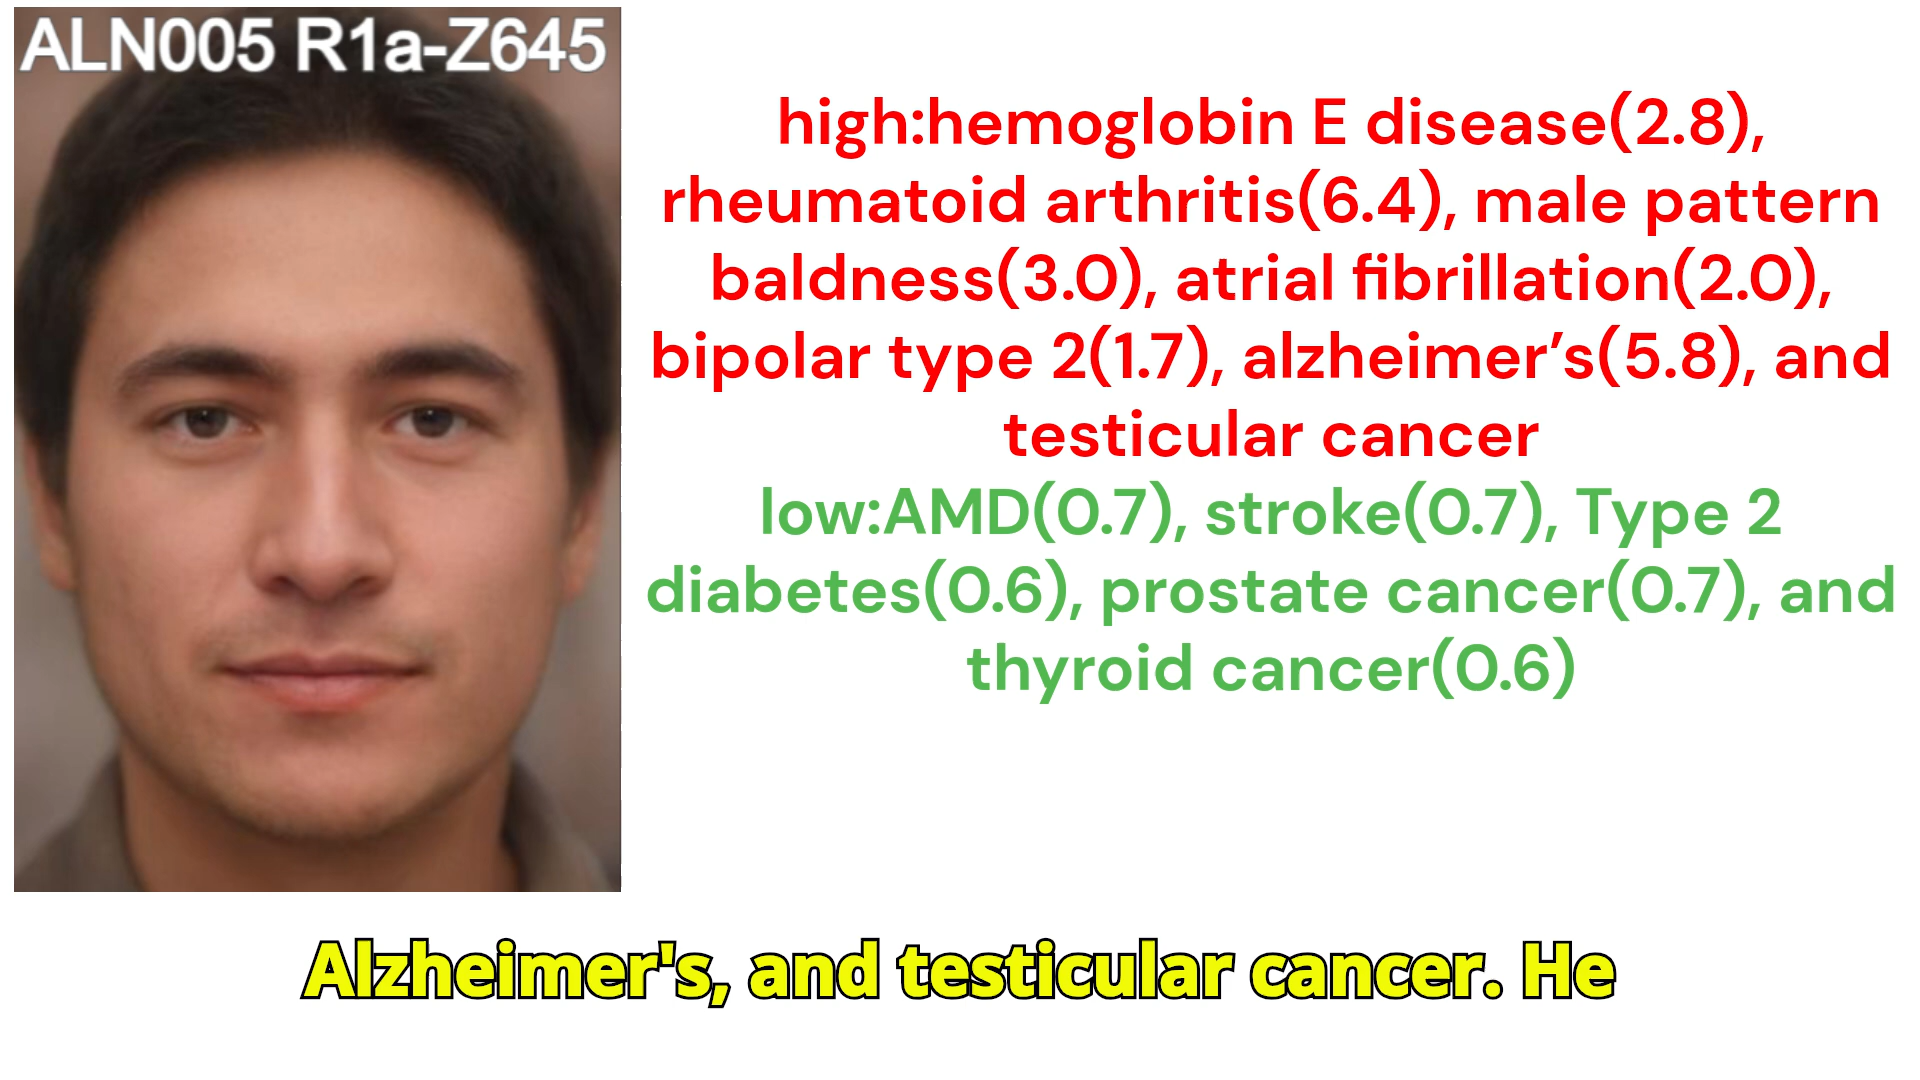 ALN005 R1a-Z645
high:hemoglobin E disease(2.8),
rheumatoid arthritis(6.4), male pattern
baldness(3.0), atrial fibrillation(2.0),
bipolar type 2(1.7), alzheimer’s(5.8), and
testicular cancer
low:AMD(0.7), stroke(0.7), Type 2
diabetes(0.6), prostate cancer(0.7), and
thyroid cancer(0.6)
Alzheimer's, and testicular cancer. He